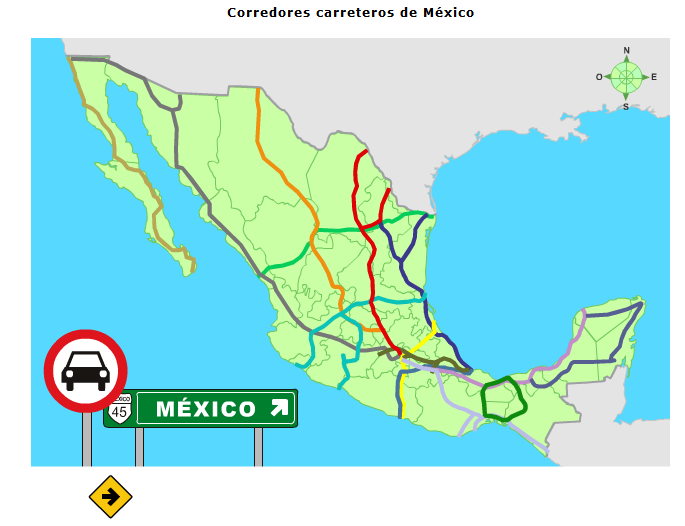 Corredores carreteros de México
N
O E
S
MÉXICO
45
MÉXICO